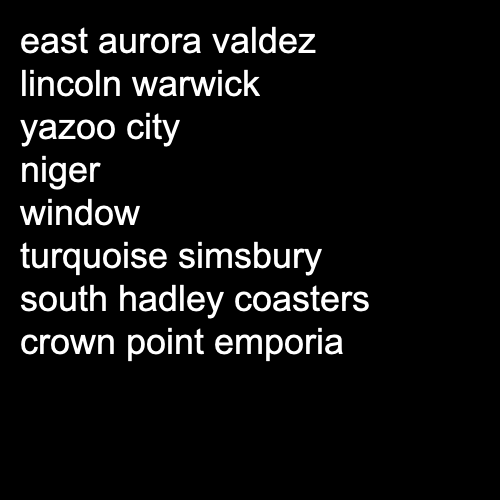 east aurora valdez
lincoln warwick
yazoo city
niger
window
turquoise simsbury
south hadley coasters
crown point emporia